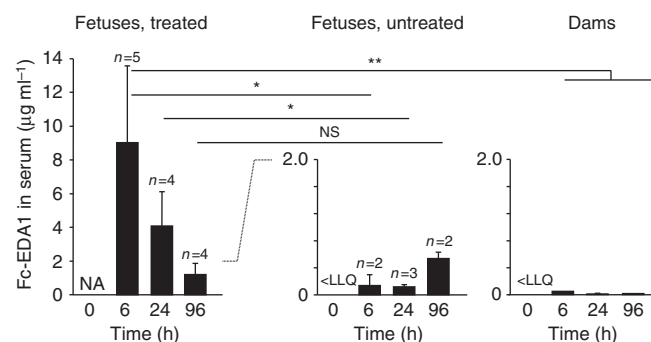 Fetuses, treated
Fetuses, untreated
Dams
Fc-EDA1 in serum (µg ml⁻¹)
14
12
10
8
6
4
2
0
n=5
n=4
n=4
NA
0 6 24 96
Time (h)
**
*
*
NS
2.0
0
<LLQ
n=2
n=3
n=2
0 6 24 96
Time (h)
2.0
0
<LLQ
0 6 24 96
Time (h)